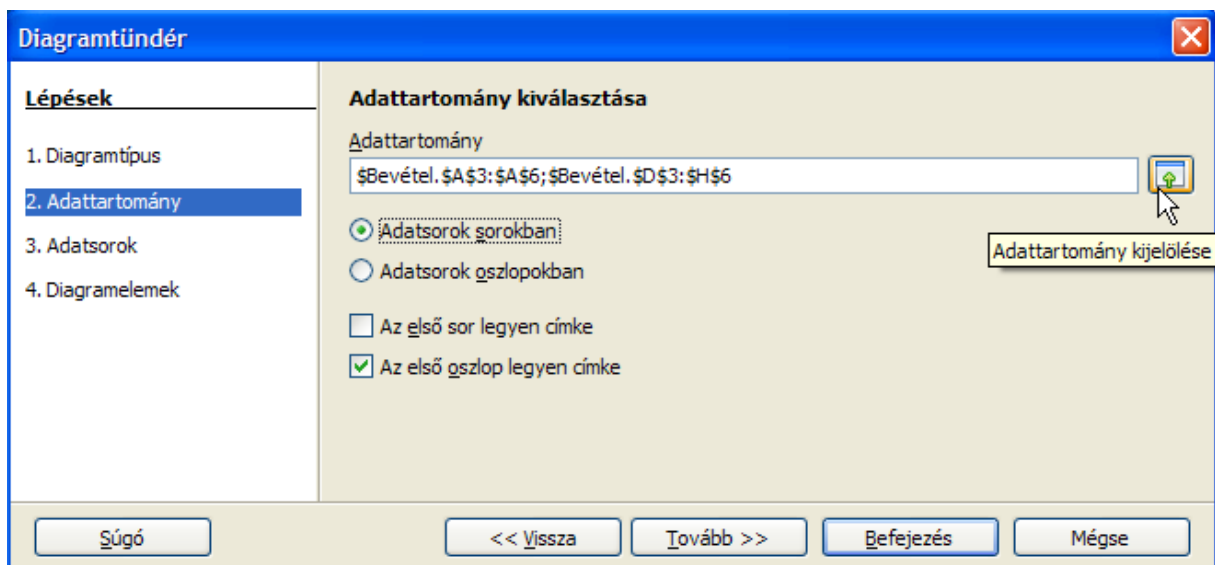 Diagramtündér
Lépések
1. Diagramtípus
2. Adattartomány
3. Adatsorok
4. Diagramelemek
Adattartomány kiválasztása
Adattartomány
$Bevétel.$A$3:$A$6;$Bevétel.$D$3:$H$6
Adatsorok sorokban
Adatsorok oszlopokban
Adattartomány kijelölése
Az első sor legyen címke
Az első oszlop legyen címke
Súgó
<< Vissza
Tovább >>
Befejezés
Mégse